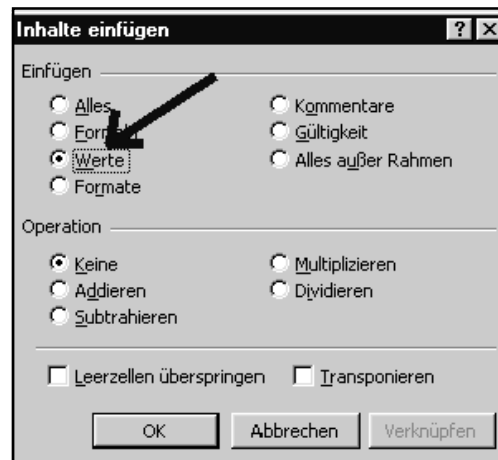 Inhalte einfügen
Einfügen
Alles
Kommentare
Gültigkeit
Werte
Alles außer Rahmen
Formate
Operation
Keine
Multiplizieren
Addieren
Dividieren
Subtrahieren
Leerzellen überspringen
Transponieren
OK
Abbrechen
Verknüpfen